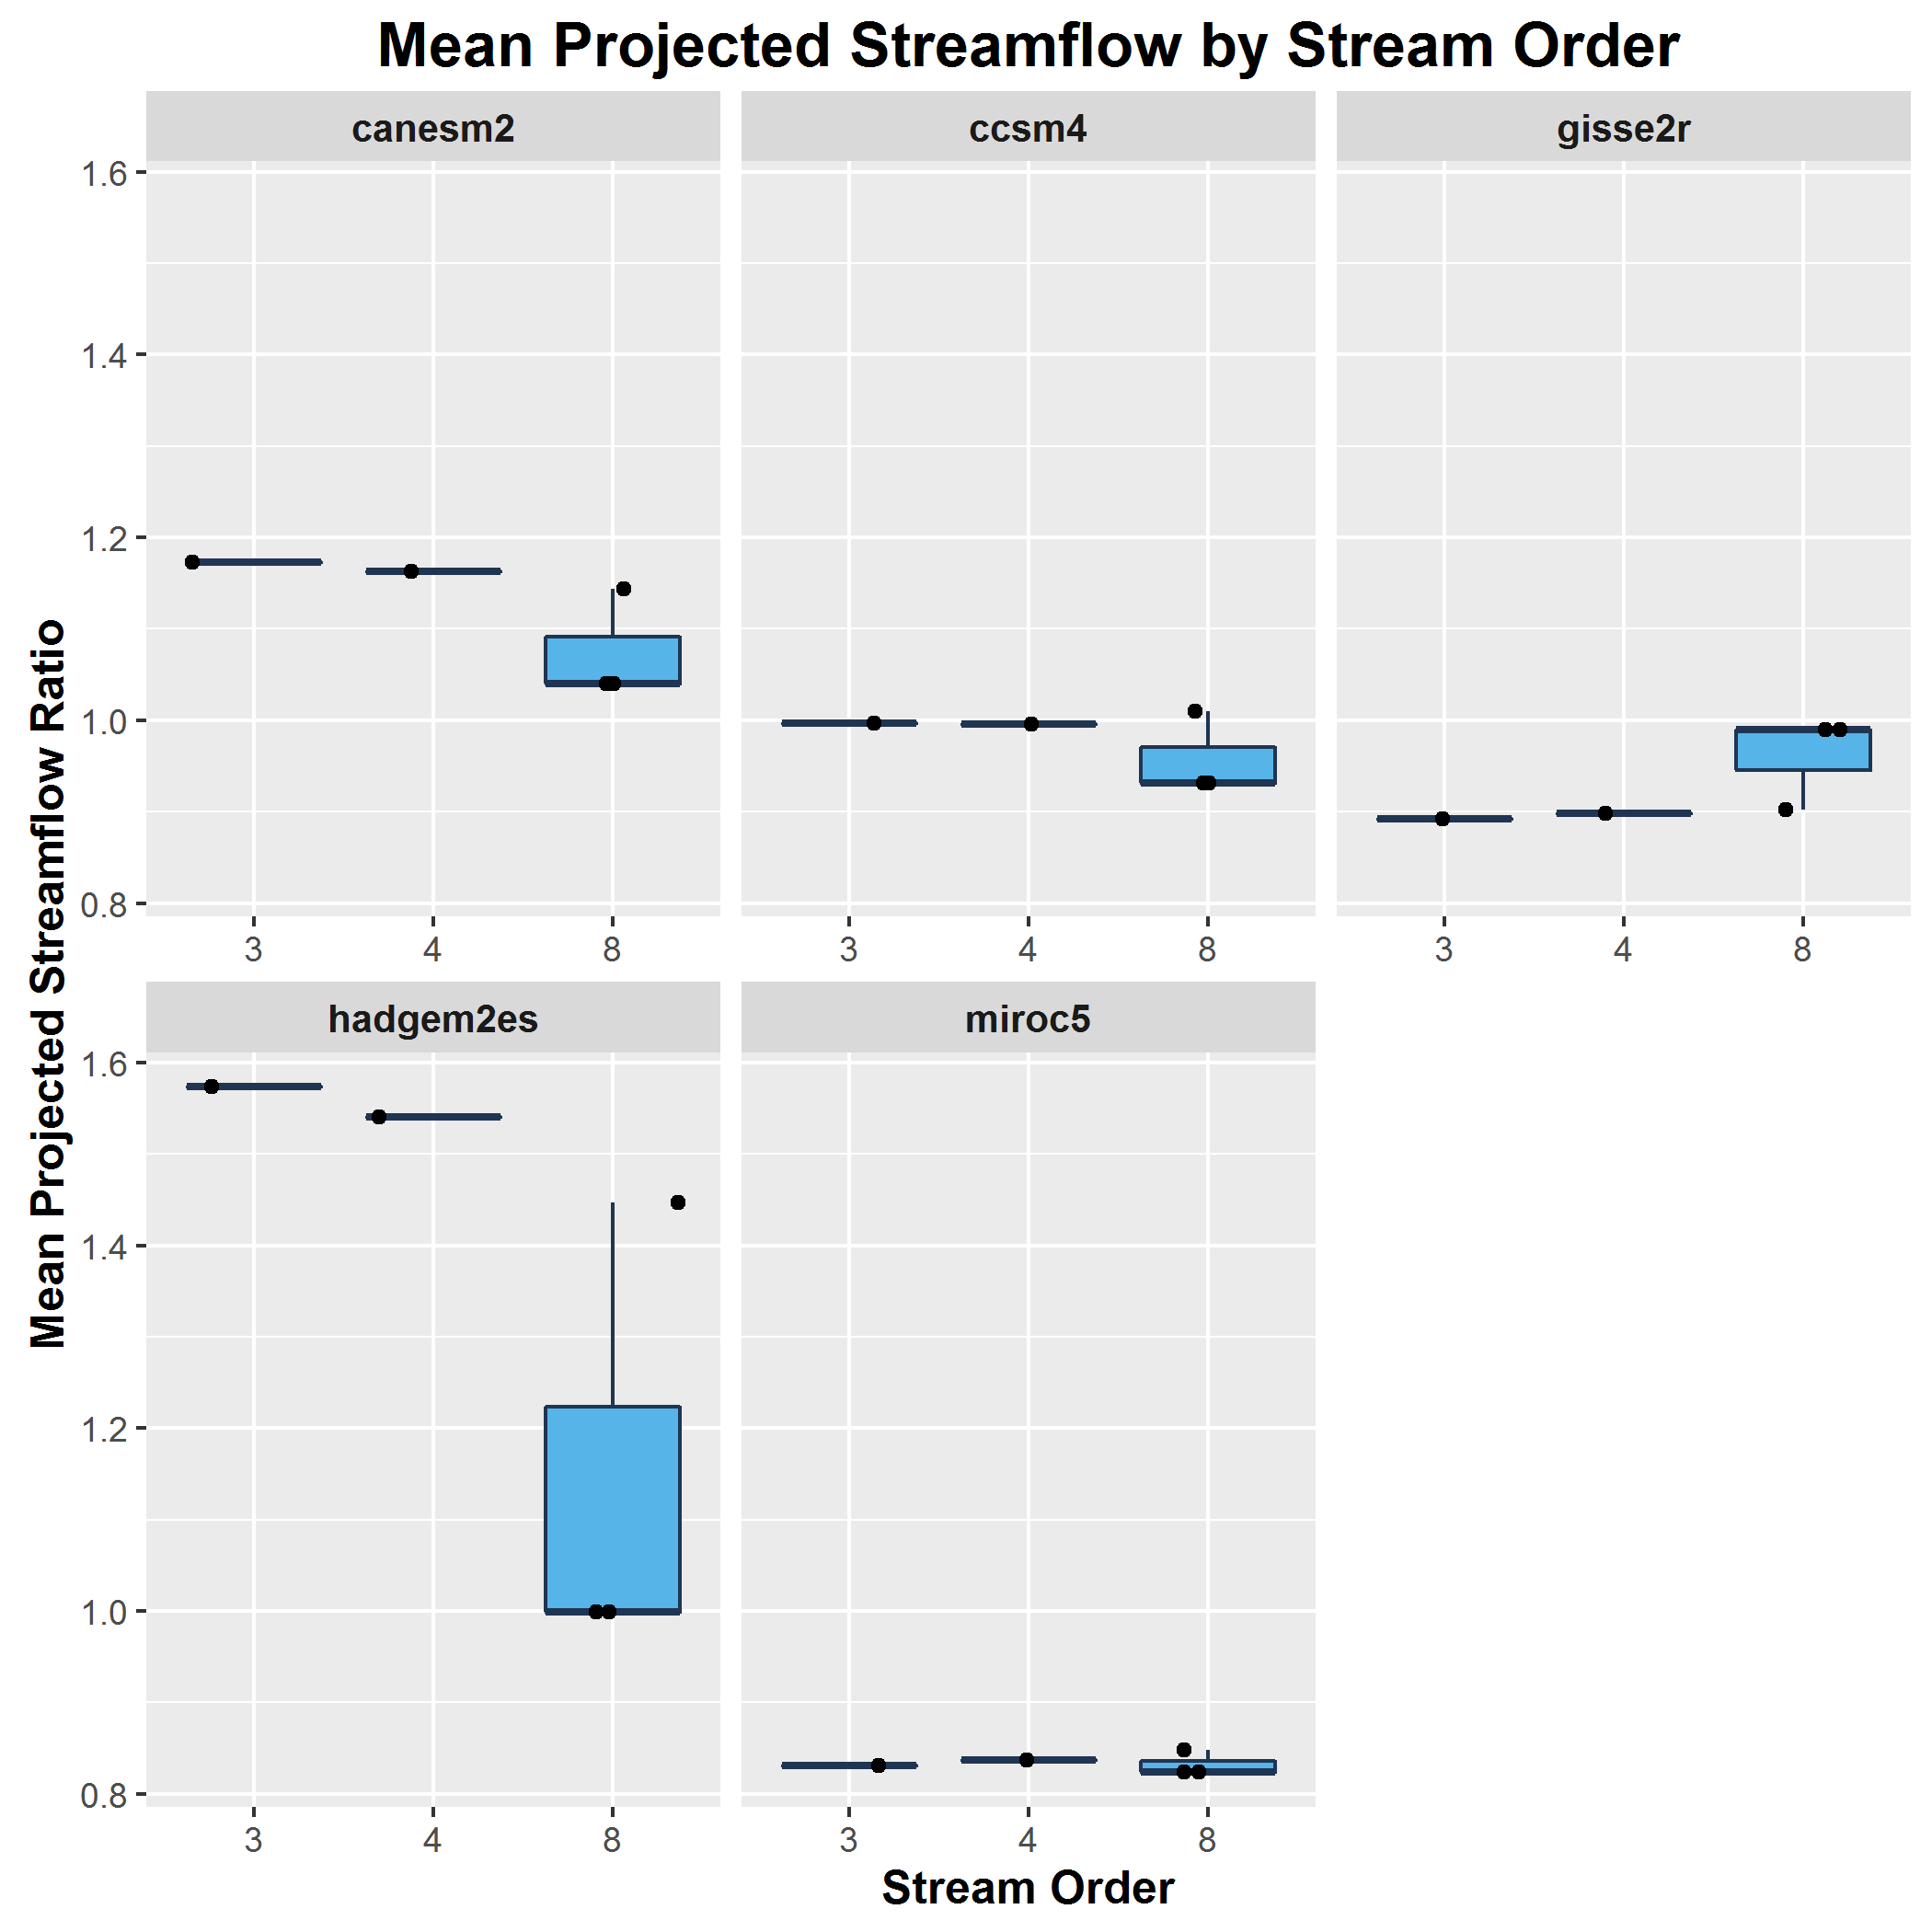 Mean Projected Streamflow by Stream Order
canesm2 ccsm4 gisse2r
1.6
1.4
1.2
1.0
0.8
3 4 8 3 4 8 3 4 8
Mean Projected Streamflow Ratio
hadgem2es miroc5
1.6
1.4
1.2
1.0
0.8
3 4 8 3 4 8
Stream Order